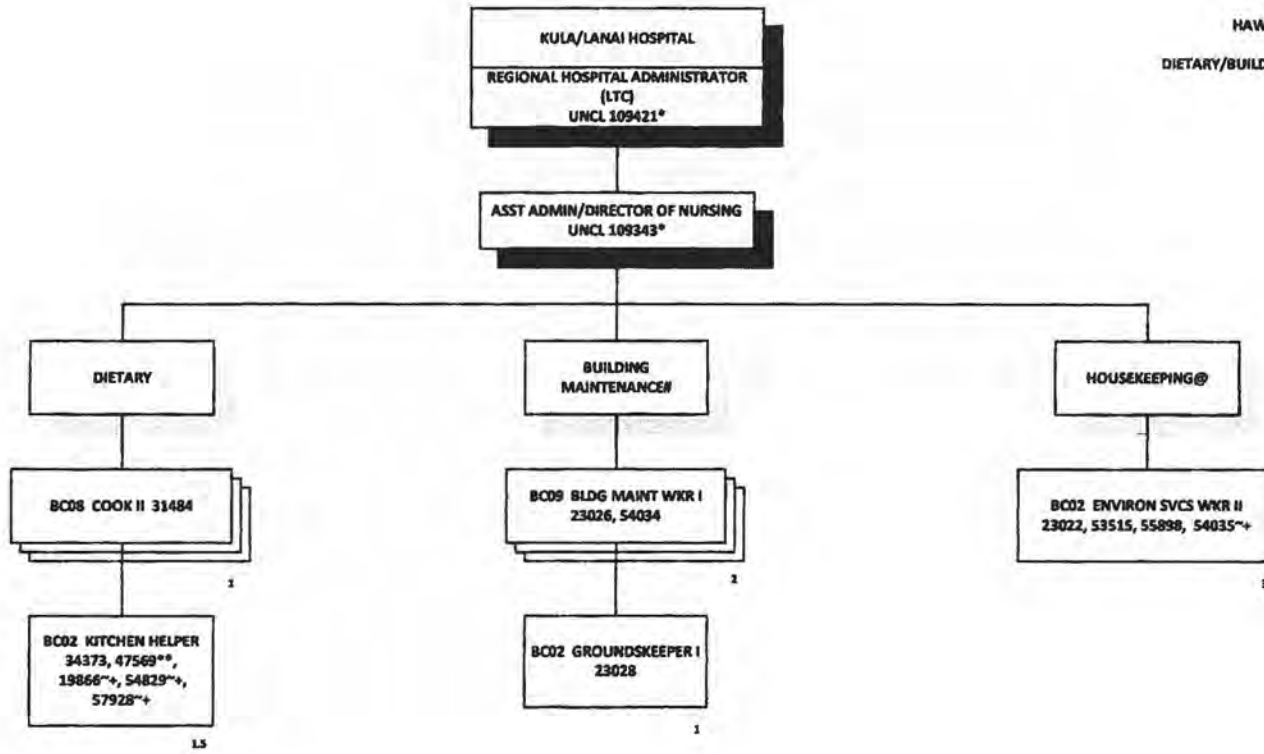 HAW
DIETARY/BUILD
KULA/LANAI HOSPITAL
REGIONAL HOSPITAL ADMINISTRATOR
(LTC)
UNCL 109421*
ASST ADMIN/DIRECTOR OF NURSING
UNCL 109343*
DIETARY
BUILDING
MAINTENANCE#
HOUSEKEEPING@
BC08 COOK II 31484
1
BC09 BLDG MAINT WKR I
23026, 54034
2
BC02 ENVIRON SVCS WKR II
23022, 53515, 55898, 54035~+
BC02 KITCHEN HELPER
34373, 47569**,
19866~+, 54829~+,
57928~+
1.5
BC02 GROUNDSKEEPER I
23028
1